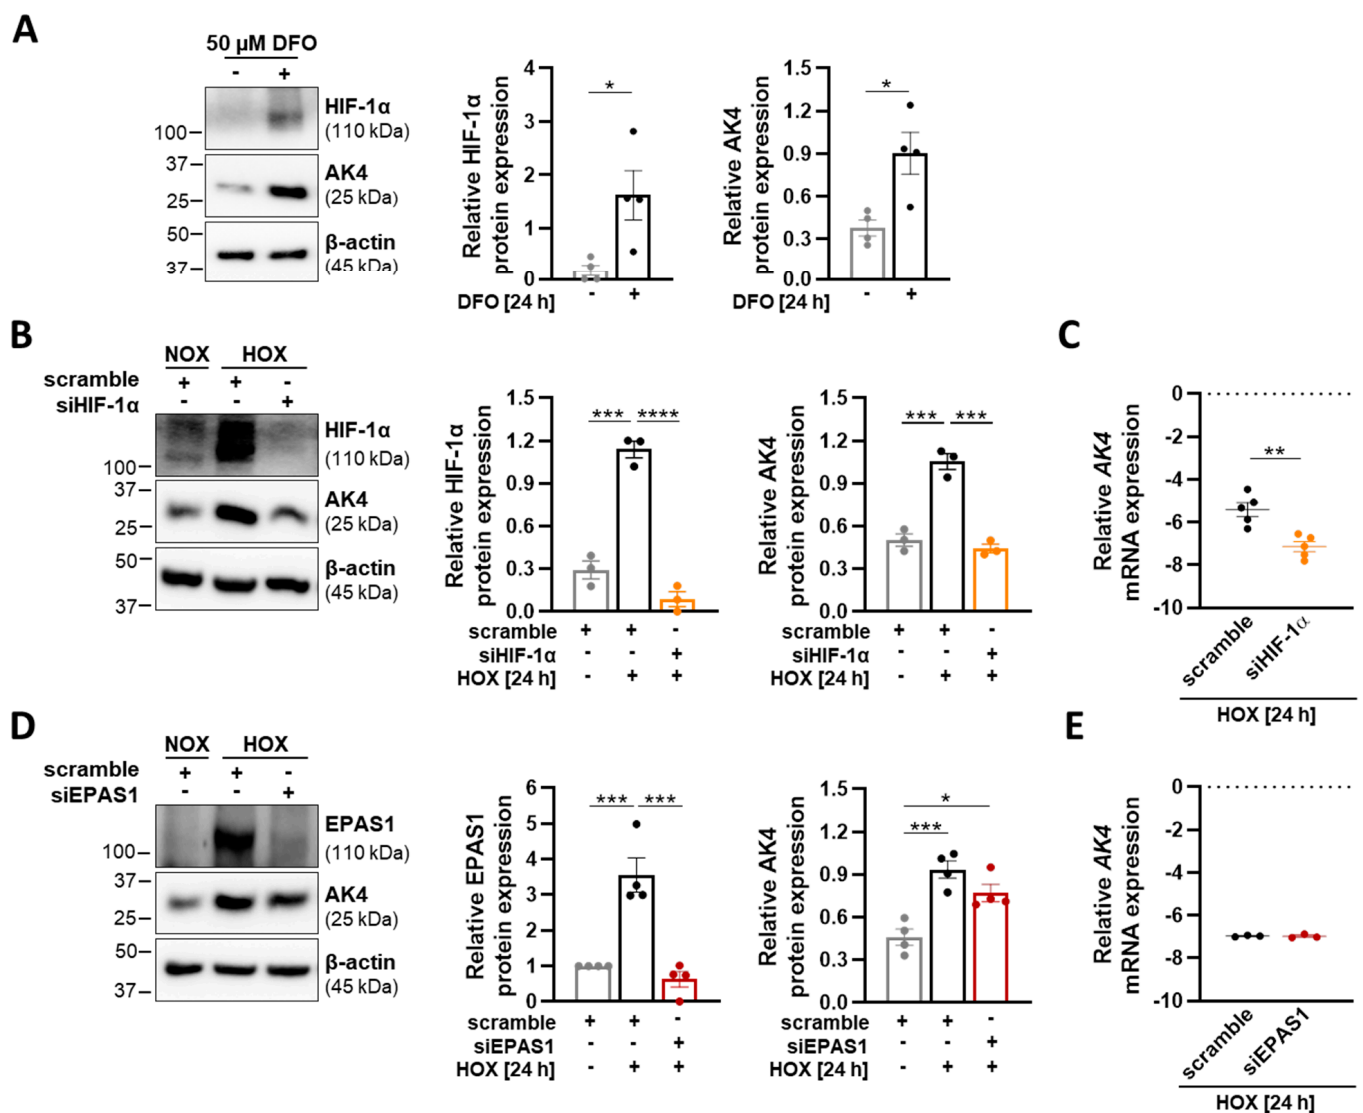 A
50 µM DFO
- +
HIF-1α
100 (110 kDa)
37 AK4
25 (25 kDa)
50 β-actin
37 (45 kDa)
Relative HIF-1α
protein expression
4
3
2
1
0
*
DFO [24 h] - +
Relative AK4
protein expression
1.5
1.2
0.9
0.6
0.3
0.0
*
DFO [24 h] - +
B
NOX HOX
scramble + + -
siHIF-1α - - +
HIF-1α
100 (110 kDa)
37 AK4
25 (25 kDa)
50 β-actin
37 (45 kDa)
Relative HIF-1α
protein expression
1.5
1.2
0.9
0.6
0.3
0.0
*** ****
scramble + + -
siHIF-1α - - +
HOX [24 h] - + +
Relative AK4
protein expression
1.5
1.2
0.9
0.6
0.3
0.0
*** ***
scramble + + -
siHIF-1α - - +
HOX [24 h] - + +
C
Relative AK4
mRNA expression
0
-2
-4
-6
-8
-10
**
scramble
siHIF-1α
HOX [24 h]
D
NOX HOX
scramble + + -
siEPAS1 - - +
EPAS1
100 (110 kDa)
37 AK4
25 (25 kDa)
50 β-actin
37 (45 kDa)
Relative EPAS1
protein expression
6
5
4
3
2
1
0
*** ***
scramble + + -
siEPAS1 - - +
HOX [24 h] - + +
Relative AK4
protein expression
1.5
1.2
0.9
0.6
0.3
0.0
*
***
scramble + + -
siEPAS1 - - +
HOX [24 h] - + +
E
Relative AK4
mRNA expression
0
-2
-4
-6
-8
-10
scramble
siEPAS1
HOX [24 h]